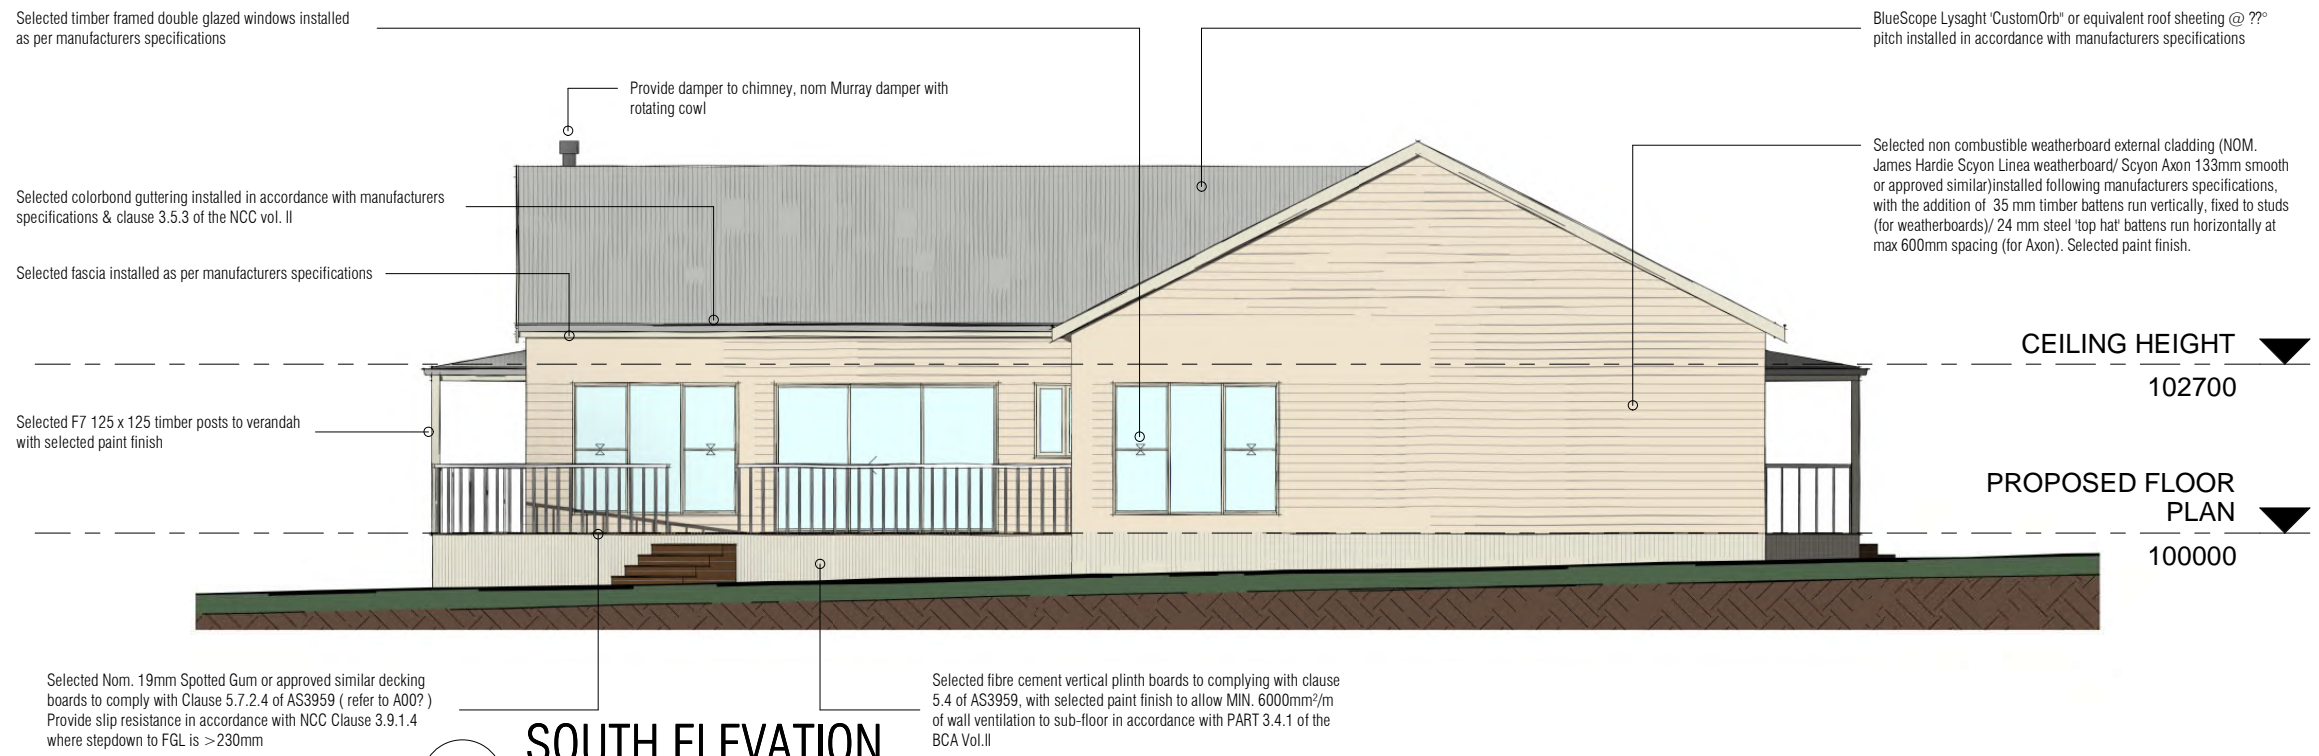 Selected timber framed double glazed windows installed
as per manufacturers specifications
BlueScope Lysaght 'CustomOrb" or equivalent roof sheeting @ ??°
pitch installed in accordance with manufacturers specifications
Provide damper to chimney, nom Murray damper with
rotating cowl
Selected non combustible weatherboard external cladding (NOM.
James Hardie Scyon Linea weatherboard/ Scyon Axon 133mm smooth
or approved similar)installed following manufacturers specifications,
with the addition of 35 mm timber battens run vertically, fixed to studs
(for weatherboards)/ 24 mm steel 'top hat' battens run horizontally at
max 600mm spacing (for Axon). Selected paint finish.
Selected colorbond guttering installed in accordance with manufacturers
specifications & clause 3.5.3 of the NCC vol. II
Selected fascia installed as per manufacturers specifications
CEILING HEIGHT
102700
Selected F7 125 x 125 timber posts to verandah
with selected paint finish
PROPOSED FLOOR
PLAN
100000
Selected Nom. 19mm Spotted Gum or approved similar decking
boards to comply with Clause 5.7.2.4 of AS3959 ( refer to A00? )
Provide slip resistance in accordance with NCC Clause 3.9.1.4
where stepdown to FGL is >230mm
Selected fibre cement vertical plinth boards to complying with clause
5.4 of AS3959, with selected paint finish to allow MIN. 6000mm²/m
of wall ventilation to sub-floor in accordance with PART 3.4.1 of the
BCA Vol.II
SOUTH ELEVATION